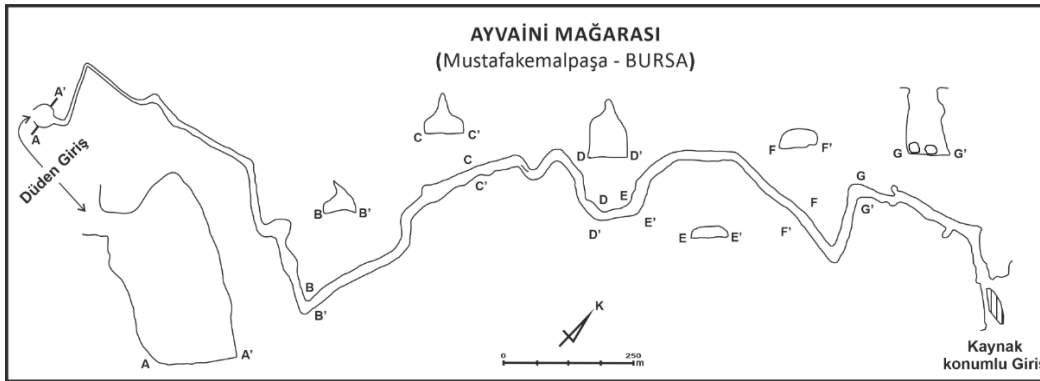 AYVAİNİ MAĞARASI
(Mustafakemalpaşa - BURSA)
A'
A
Düden Giriş
C C'
D D'
F F'
G G'
C
C'
B B'
D E
D' E'
E E'
F
F'
G
G'
B
B'
K
0 250
m
A A'
Kaynak
konumlu Giriş